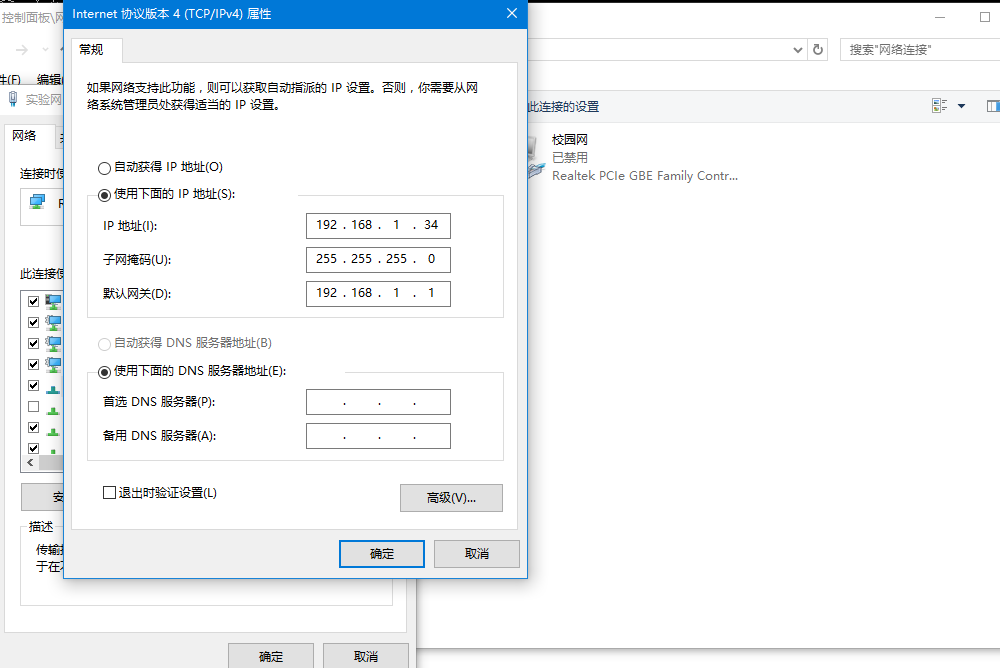 Internet 协议版本 4 (TCP/IPv4) 属性
控制面板\
搜索"网络连接"
常规
件(F) 编辑(
实验网
如果网络支持此功能，则可以获取自动指派的 IP 设置。否则，你需要从网
络系统管理员处获得适当的 IP 设置。
此连接的设置
网络
校园网
已禁用
Realtek PCIe GBE Family Contr...
自动获得 IP 地址(O)
连接时使
使用下面的 IP 地址(S):
IP 地址(I):
192 . 168 . 1 . 34
子网掩码(U):
255 . 255 . 255 . 0
此连接使
默认网关(D):
192 . 168 . 1 . 1
自动获得 DNS 服务器地址(B)
使用下面的 DNS 服务器地址(E):
首选 DNS 服务器(P):
. . .
备用 DNS 服务器(A):
. . .
退出时验证设置(L)
高级(V)...
安
描述
传输
于在
确定
取消
确定
取消